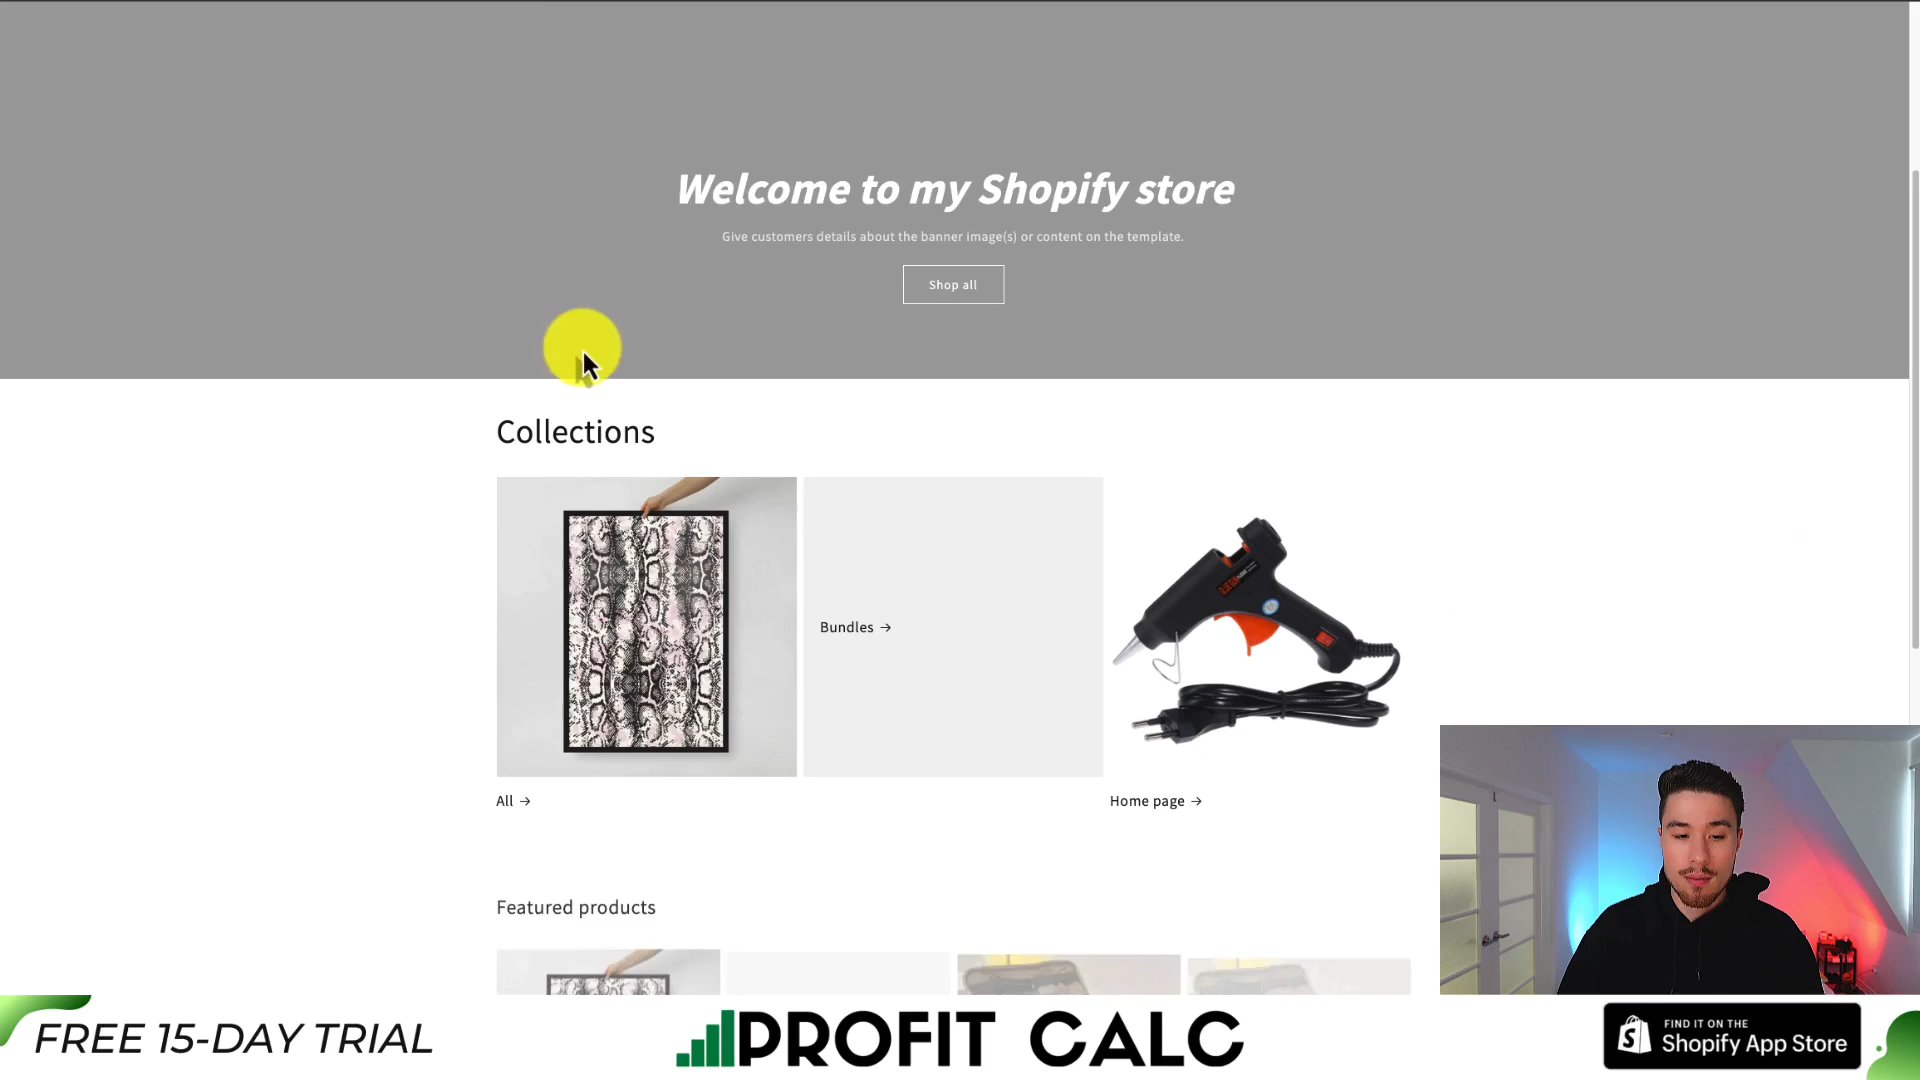 Welcome to my Shopify store
Give customers details about the banner image(s) or content on the template.
Shop all
Collections
Bundles →
All →
Home page →
Featured products
FREE 15-DAY TRIAL
PROFIT CALC
FIND IT ON THE
Shopify App Store